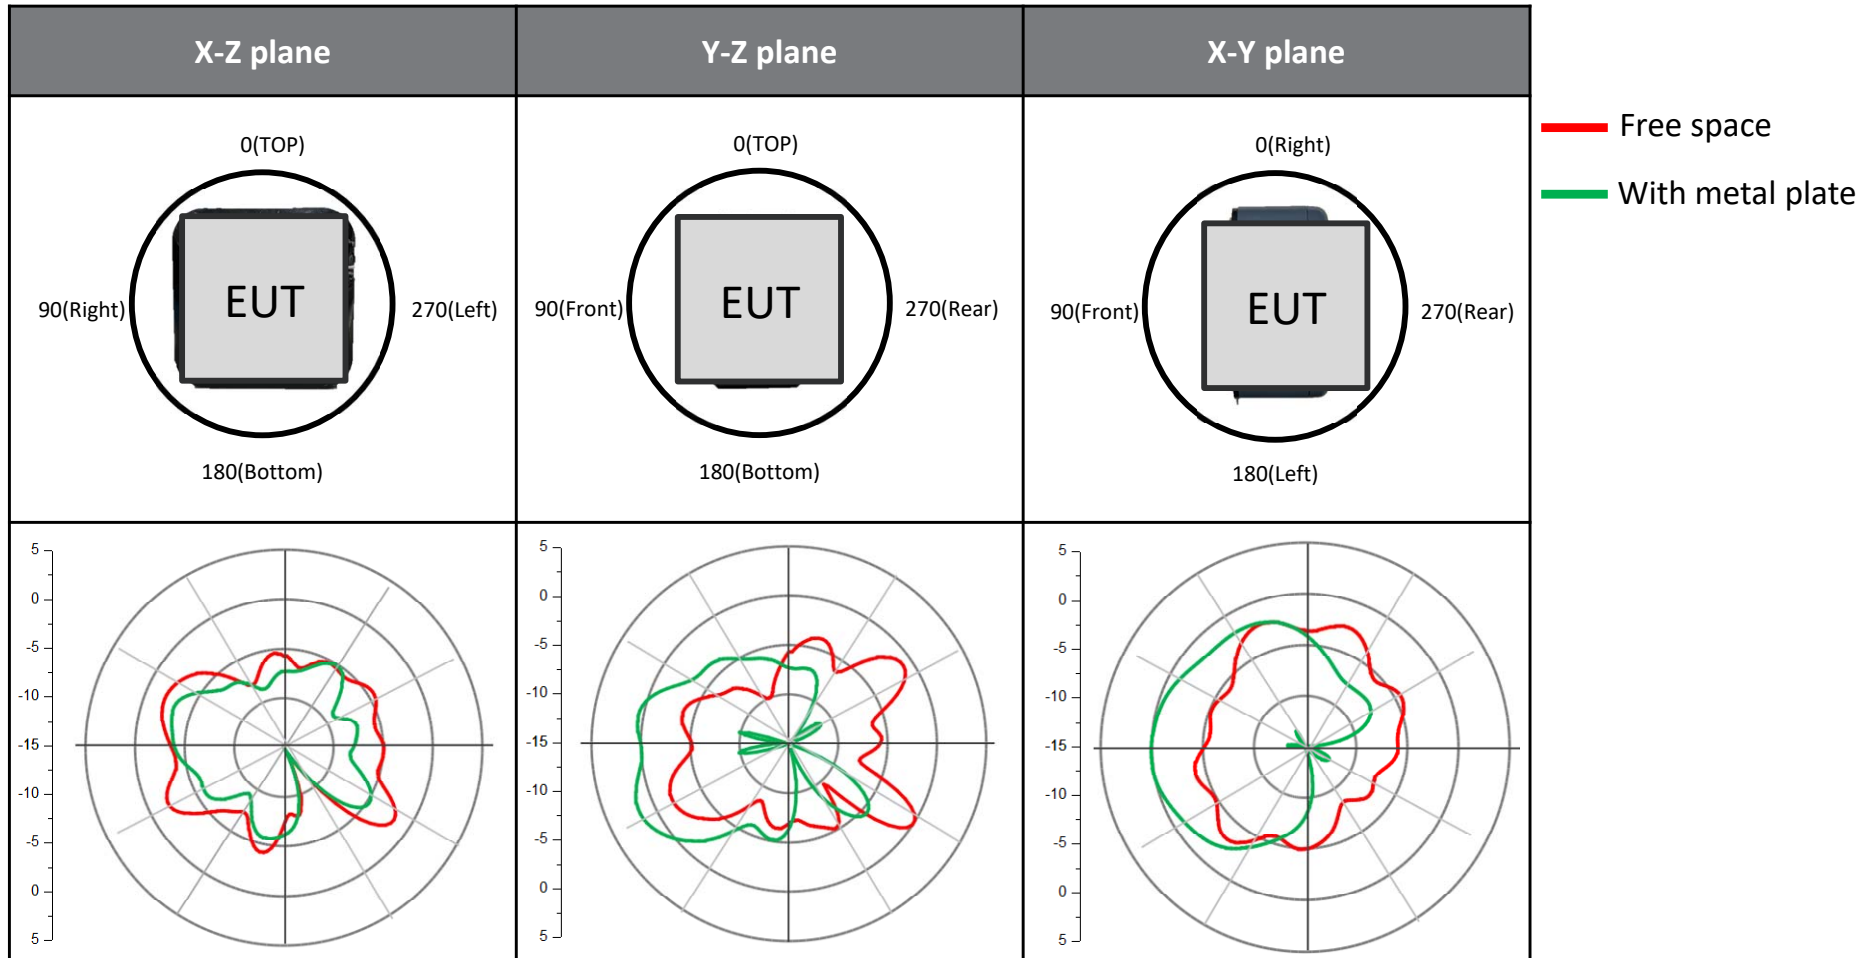 X-Z plane
Y-Z plane
X-Y plane
Free space
With metal plate
0(TOP)
90(Right)
EUT
270(Left)
180(Bottom)
0(TOP)
90(Front)
EUT
270(Rear)
180(Bottom)
0(Right)
90(Front)
EUT
270(Rear)
180(Left)
5
0
-5
-10
-15
-10
-5
0
5
5
0
-5
-10
-15
-10
-5
0
5
5
0
-5
-10
-15
-10
-5
0
5